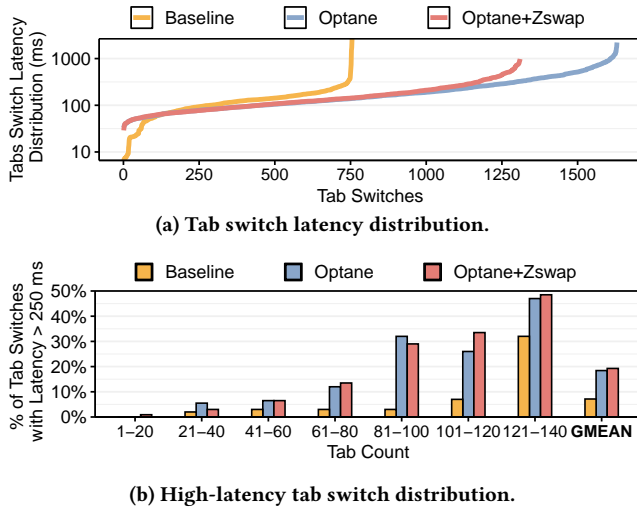 Baseline Optane Optane+Zswap
Tabs Switch Latency
Distribution (ms)
1000
100
10
0 250 500 750 1000 1250 1500
Tab Switches
(a) Tab switch latency distribution.
Baseline Optane Optane+Zswap
% of Tab Switches
with Latency > 250 ms
50%
40%
30%
20%
10%
0%
1−20 21−40 41−60 61−80 81−100 101−120 121−140 GMEAN
Tab Count
(b) High-latency tab switch distribution.